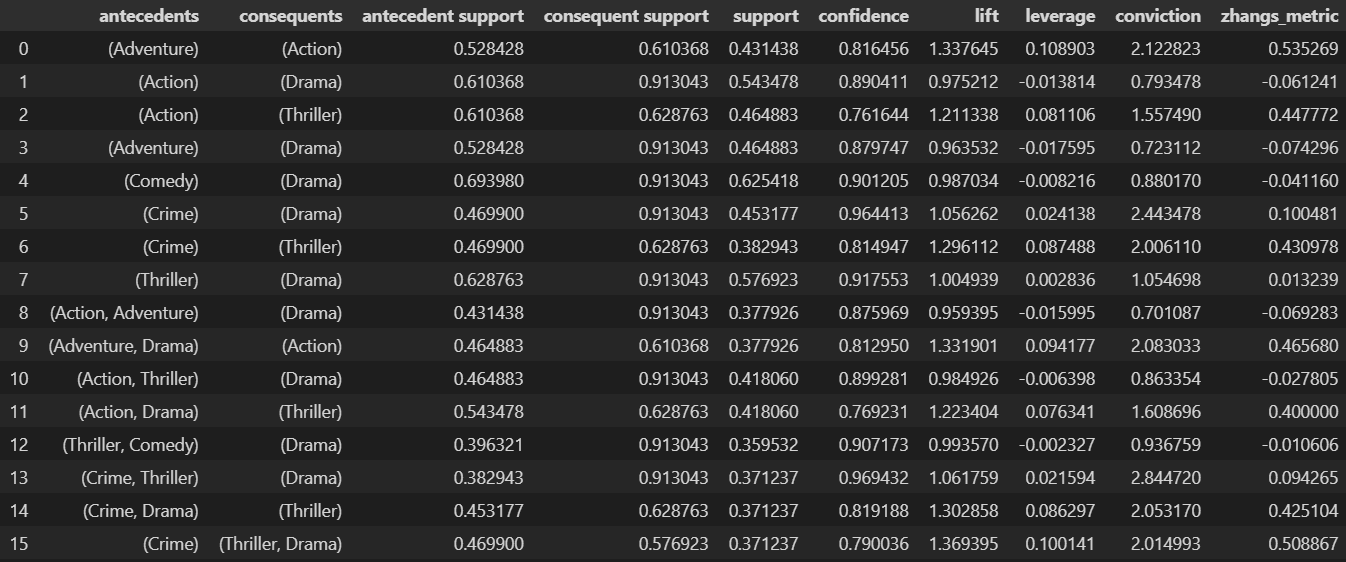 antecedents consequents antecedent support consequent support support confidence lift leverage conviction zhangs_metric
0 (Adventure) (Action) 0.528428 0.610368 0.431438 0.816456 1.337645 0.108903 2.122823 0.535269
1 (Action) (Drama) 0.610368 0.913043 0.543478 0.890411 0.975212 -0.013814 0.793478 -0.061241
2 (Action) (Thriller) 0.610368 0.628763 0.464883 0.761644 1.211338 0.081106 1.557490 0.447772
3 (Adventure) (Drama) 0.528428 0.913043 0.464883 0.879747 0.963532 -0.017595 0.723112 -0.074296
4 (Comedy) (Drama) 0.693980 0.913043 0.625418 0.901205 0.987034 -0.008216 0.880170 -0.041160
5 (Crime) (Drama) 0.469900 0.913043 0.453177 0.964413 1.056262 0.024138 2.443478 0.100481
6 (Crime) (Thriller) 0.469900 0.628763 0.382943 0.814947 1.296112 0.087488 2.006110 0.430978
7 (Thriller) (Drama) 0.628763 0.913043 0.576923 0.917553 1.004939 0.002836 1.054698 0.013239
8 (Action, Adventure) (Drama) 0.431438 0.913043 0.377926 0.875969 0.959395 -0.015995 0.701087 -0.069283
9 (Adventure, Drama) (Action) 0.464883 0.610368 0.377926 0.812950 1.331901 0.094177 2.083033 0.465680
10 (Action, Thriller) (Drama) 0.464883 0.913043 0.418060 0.899281 0.984926 -0.006398 0.863354 -0.027805
11 (Action, Drama) (Thriller) 0.543478 0.628763 0.418060 0.769231 1.223404 0.076341 1.608696 0.400000
12 (Thriller, Comedy) (Drama) 0.396321 0.913043 0.359532 0.907173 0.993570 -0.002327 0.936759 -0.010606
13 (Crime, Thriller) (Drama) 0.382943 0.913043 0.371237 0.969432 1.061759 0.021594 2.844720 0.094265
14 (Crime, Drama) (Thriller) 0.453177 0.628763 0.371237 0.819188 1.302858 0.086297 2.053170 0.425104
15 (Crime) (Thriller, Drama) 0.469900 0.576923 0.371237 0.790036 1.369395 0.100141 2.014993 0.508867